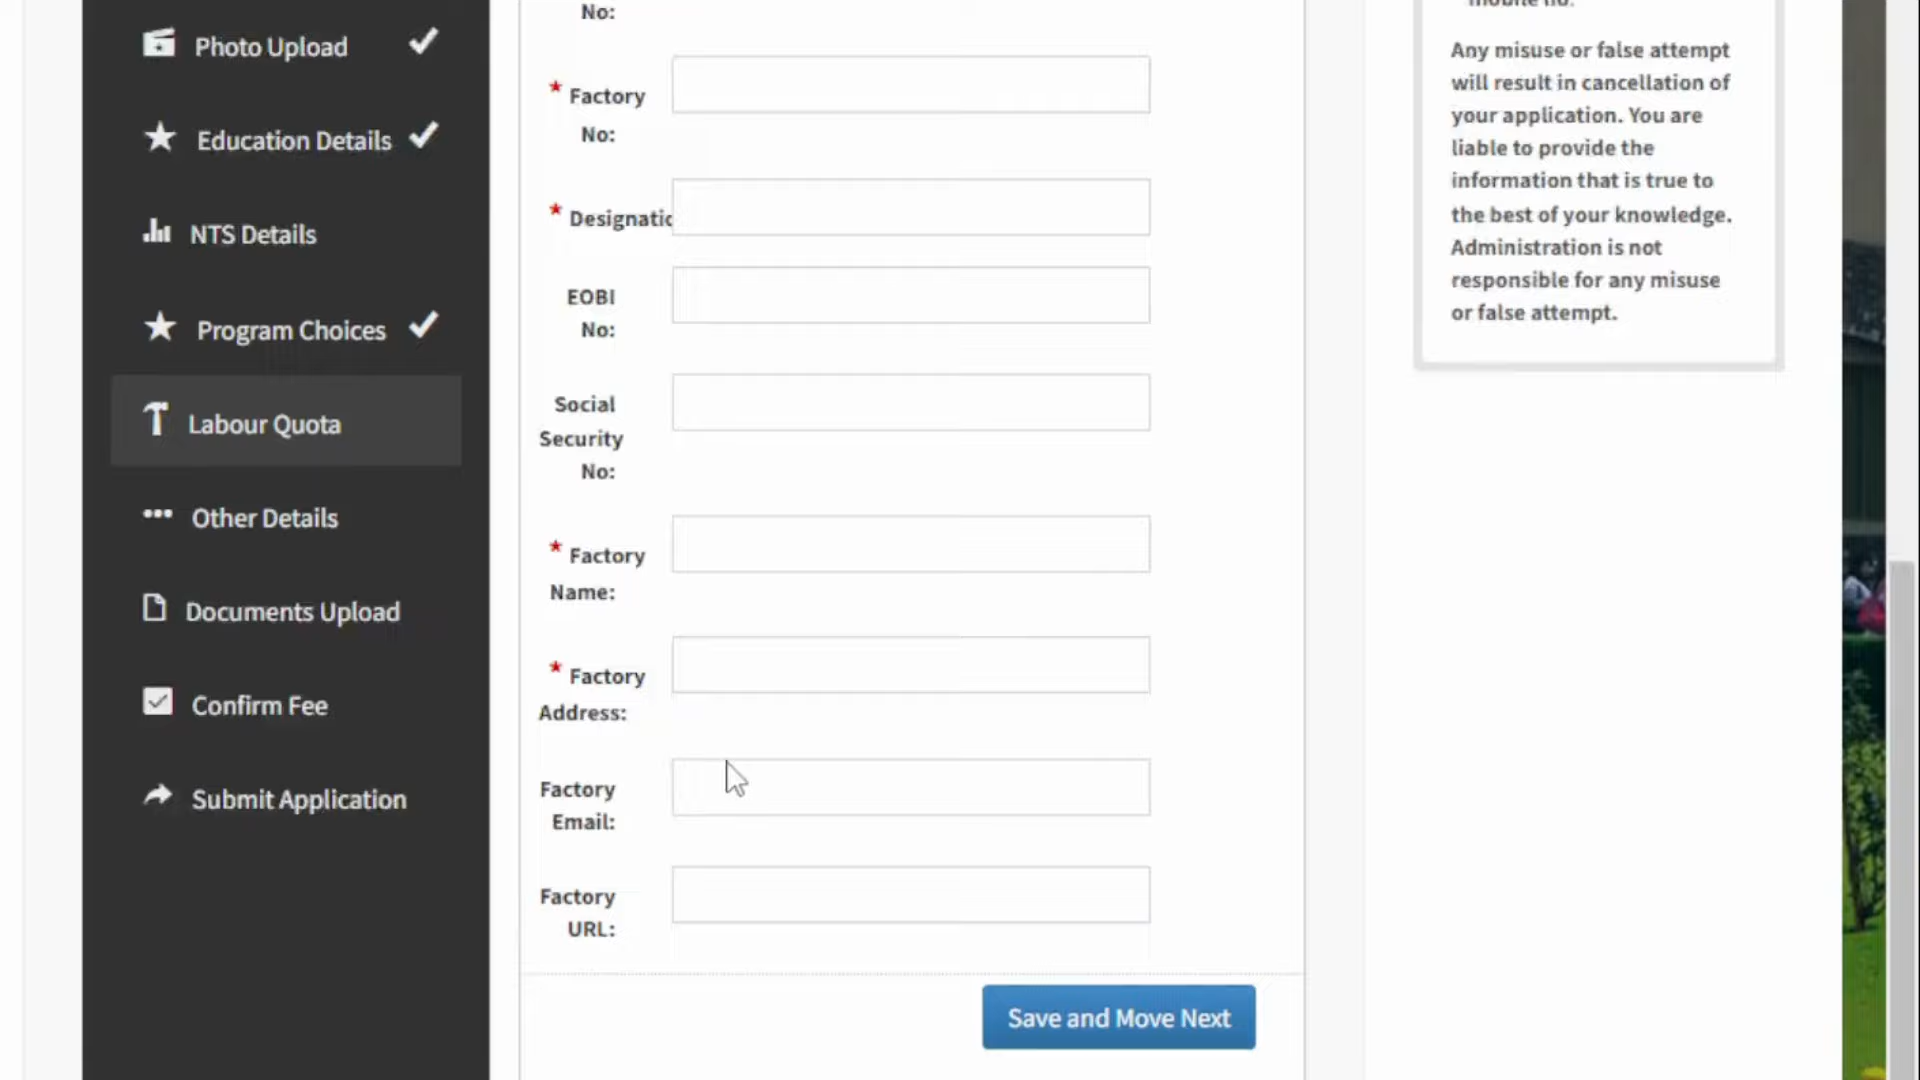 Photo Upload
Education Details
NTS Details
Program Choices
Labour Quota
Other Details
Documents Upload
Confirm Fee
Submit Application
No:
* Factory
No:
* Designatic
EOBI
No:
Social
Security
No:
* Factory
Name:
* Factory
Address:
Factory
Email:
Factory
URL:
Save and Move Next
mobile no.
Any misuse or false attempt
will result in cancellation of
your application. You are
liable to provide the
information that is true to
the best of your knowledge.
Administration is not
responsible for any misuse
or false attempt.